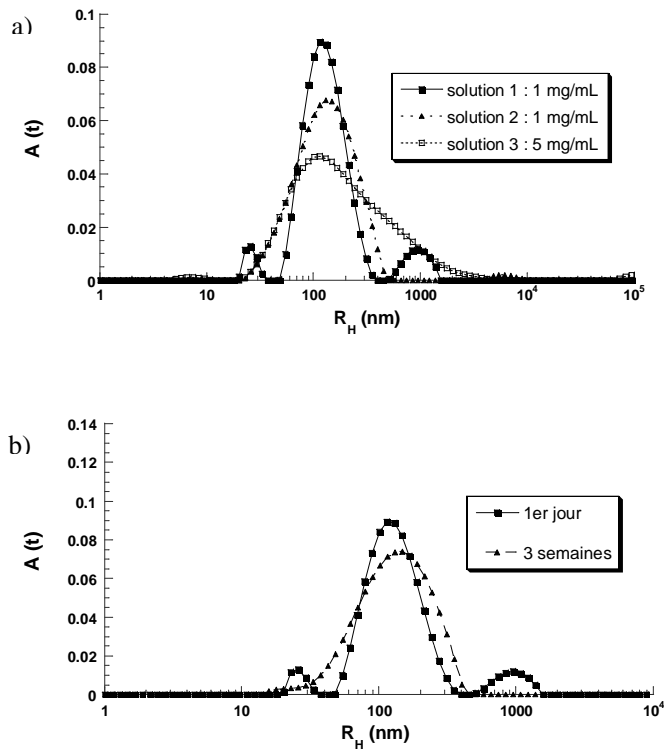 a)
0.1
0.08
0.06
0.04
0.02
0
A (t)
solution 1 : 1 mg/mL
solution 2 : 1 mg/mL
solution 3 : 5 mg/mL
1 10 100 1000 10⁴ 10⁵
R_H (nm)
b)
0.14
0.12
0.1
0.08
0.06
0.04
0.02
0
A (t)
1er jour
3 semaines
1 10 100 1000 10⁴
R_H (nm)